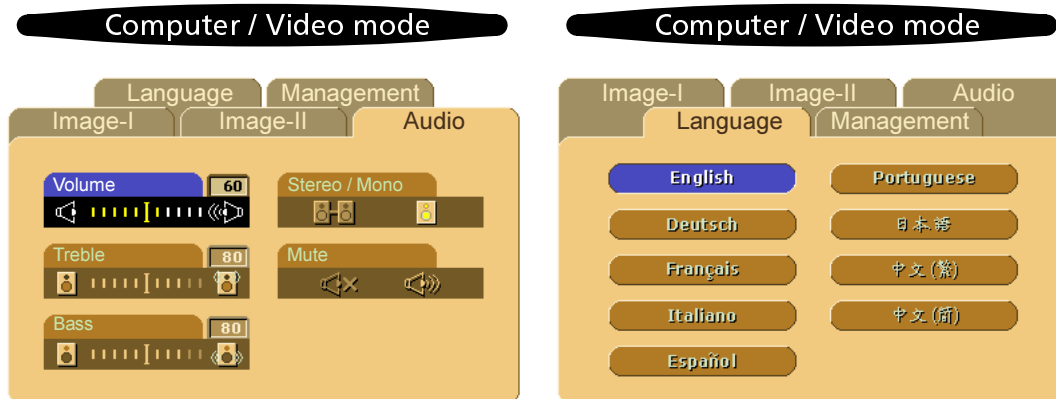 Computer / Video mode
Language Management
Image-I Image-II Audio
Volume 60
Stereo / Mono
Treble 80
Mute
Bass 80
Computer / Video mode
Image-I Image-II Audio
Language Management
English
Deutsch
Français
Italiano
Español
Portuguese
日本語
中文(繁)
中文(简)